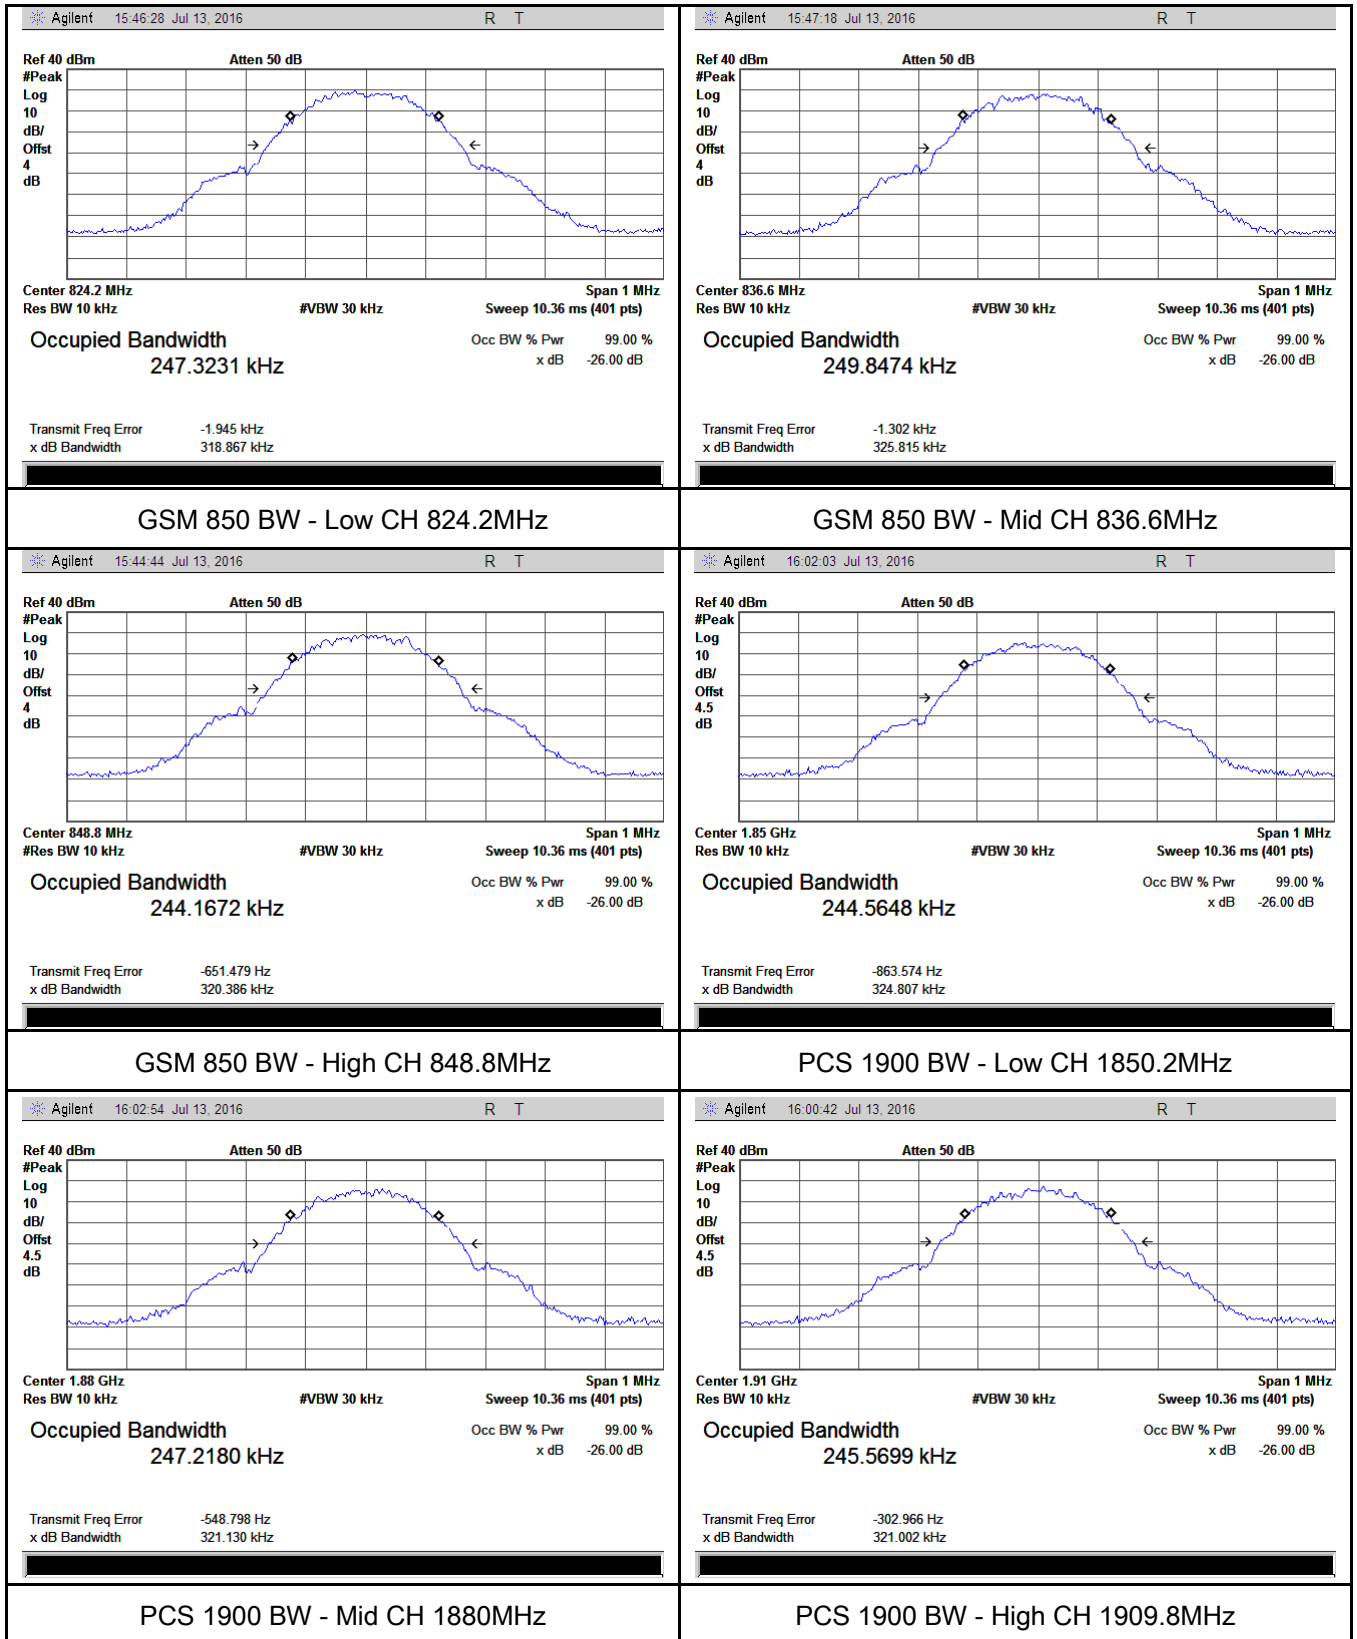 Agilent 15:46:28 Jul 13, 2016 R T
Ref 40 dBm Atten 50 dB
#Peak
Log
10
dB/
Offst
4
dB
Center 824.2 MHz Span 1 MHz
Res BW 10 kHz #VBW 30 kHz Sweep 10.36 ms (401 pts)
Occupied Bandwidth Occ BW % Pwr 99.00 %
247.3231 kHz x dB -26.00 dB
Transmit Freq Error -1.945 kHz
x dB Bandwidth 318.867 kHz
GSM 850 BW - Low CH 824.2MHz
Agilent 15:47:18 Jul 13, 2016 R T
Ref 40 dBm Atten 50 dB
#Peak
Log
10
dB/
Offst
4
dB
Center 836.6 MHz Span 1 MHz
Res BW 10 kHz #VBW 30 kHz Sweep 10.36 ms (401 pts)
Occupied Bandwidth Occ BW % Pwr 99.00 %
249.8474 kHz x dB -26.00 dB
Transmit Freq Error -1.302 kHz
x dB Bandwidth 325.815 kHz
GSM 850 BW - Mid CH 836.6MHz
Agilent 15:44:44 Jul 13, 2016 R T
Ref 40 dBm Atten 50 dB
#Peak
Log
10
dB/
Offst
4
dB
Center 848.8 MHz Span 1 MHz
#Res BW 10 kHz #VBW 30 kHz Sweep 10.36 ms (401 pts)
Occupied Bandwidth Occ BW % Pwr 99.00 %
244.1672 kHz x dB -26.00 dB
Transmit Freq Error -651.479 Hz
x dB Bandwidth 320.386 kHz
GSM 850 BW - High CH 848.8MHz
Agilent 16:02:03 Jul 13, 2016 R T
Ref 40 dBm Atten 50 dB
#Peak
Log
10
dB/
Offst
4.5
dB
Center 1.85 GHz Span 1 MHz
Res BW 10 kHz #VBW 30 kHz Sweep 10.36 ms (401 pts)
Occupied Bandwidth Occ BW % Pwr 99.00 %
244.5648 kHz x dB -26.00 dB
Transmit Freq Error -863.574 Hz
x dB Bandwidth 324.807 kHz
PCS 1900 BW - Low CH 1850.2MHz
Agilent 16:02:54 Jul 13, 2016 R T
Ref 40 dBm Atten 50 dB
#Peak
Log
10
dB/
Offst
4.5
dB
Center 1.88 GHz Span 1 MHz
Res BW 10 kHz #VBW 30 kHz Sweep 10.36 ms (401 pts)
Occupied Bandwidth Occ BW % Pwr 99.00 %
247.2180 kHz x dB -26.00 dB
Transmit Freq Error -548.798 Hz
x dB Bandwidth 321.130 kHz
PCS 1900 BW - Mid CH 1880MHz
Agilent 16:00:42 Jul 13, 2016 R T
Ref 40 dBm Atten 50 dB
#Peak
Log
10
dB/
Offst
4.5
dB
Center 1.91 GHz Span 1 MHz
Res BW 10 kHz #VBW 30 kHz Sweep 10.36 ms (401 pts)
Occupied Bandwidth Occ BW % Pwr 99.00 %
245.5699 kHz x dB -26.00 dB
Transmit Freq Error -302.966 Hz
x dB Bandwidth 321.002 kHz
PCS 1900 BW - High CH 1909.8MHz